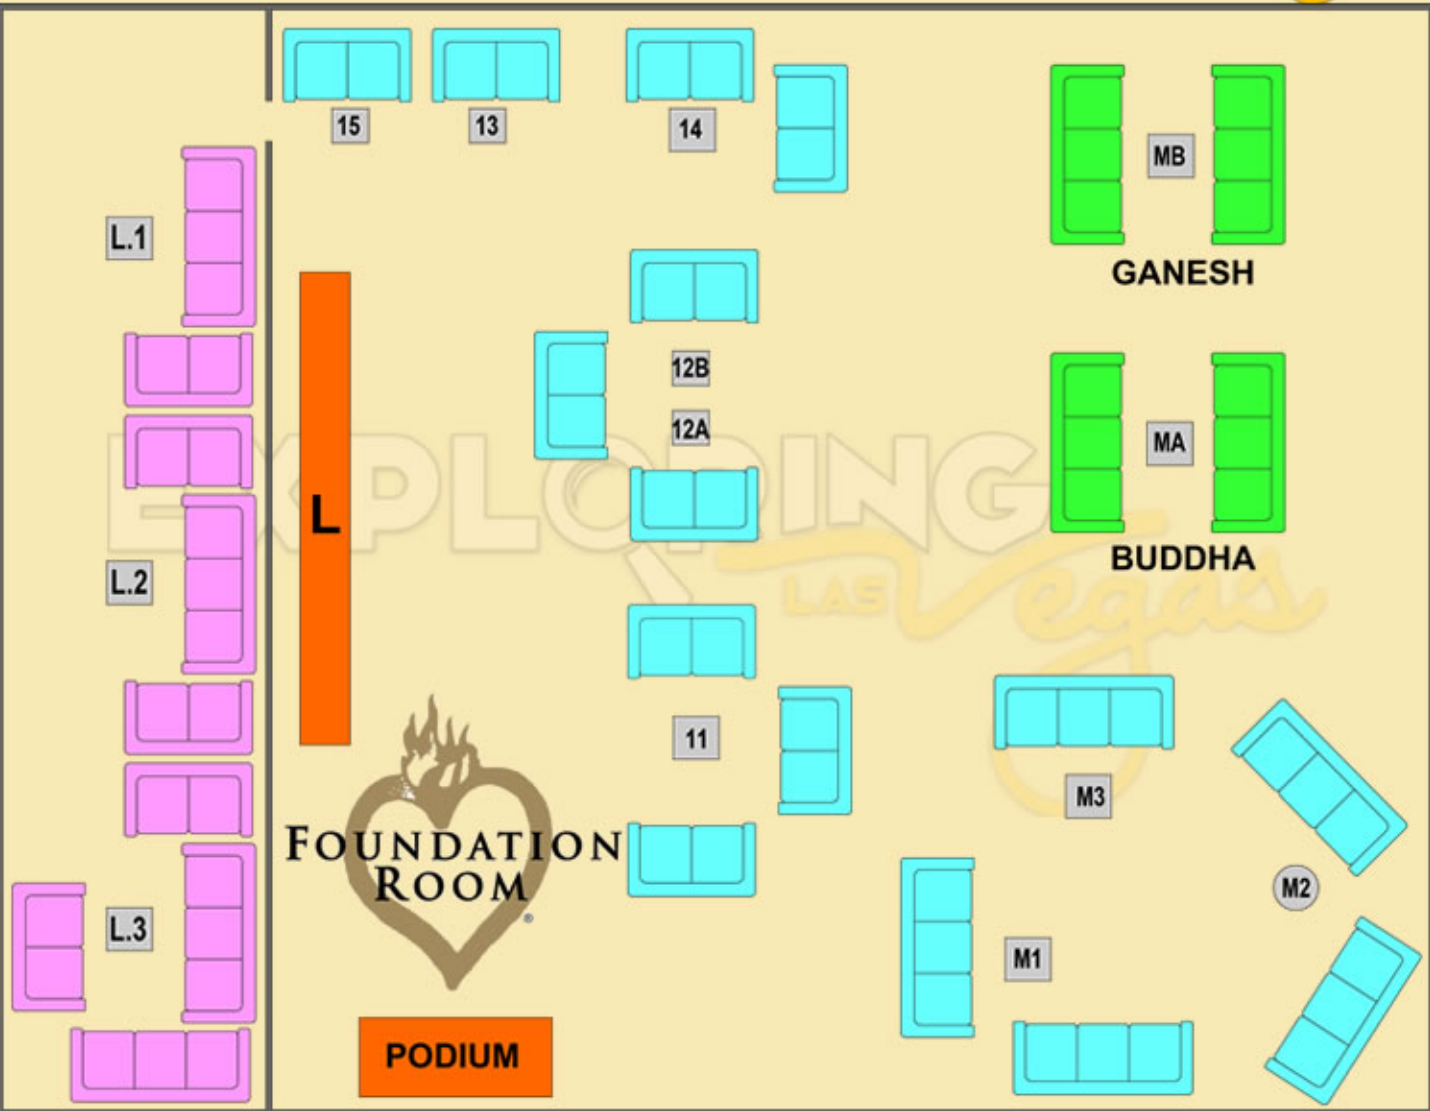 15
13
14
MB
L.1
GANESH
12B
12A
MA
EXPLORING
L
BUDDHA
L.2
LAS
Vegas
11
M3
FOUNDATION
ROOM
®
M2
L.3
M1
PODIUM